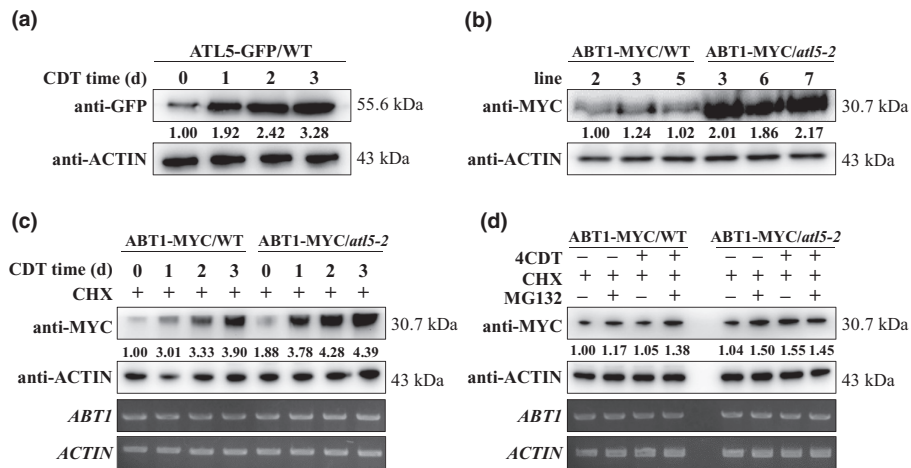 (a)
ATL5-GFP/WT
CDT time (d) 0 1 2 3
anti-GFP 55.6 kDa
1.00 1.92 2.42 3.28
anti-ACTIN 43 kDa
(b)
ABT1-MYC/WT ABT1-MYC/atl5-2
line 2 3 5 3 6 7
anti-MYC 30.7 kDa
1.00 1.24 1.02 2.01 1.86 2.17
anti-ACTIN 43 kDa
(c)
ABT1-MYC/WT ABT1-MYC/atl5-2
CDT time (d) 0 1 2 3 0 1 2 3
CHX + + + + + + + +
anti-MYC 30.7 kDa
1.00 3.01 3.33 3.90 1.88 3.78 4.28 4.39
anti-ACTIN 43 kDa
ABT1
ACTIN
(d)
ABT1-MYC/WT ABT1-MYC/atl5-2
4CDT – – + + – – + +
CHX + + + + + + + +
MG132 – + – + – + – +
anti-MYC 30.7 kDa
1.00 1.17 1.05 1.38 1.04 1.50 1.55 1.45
anti-ACTIN 43 kDa
ABT1
ACTIN